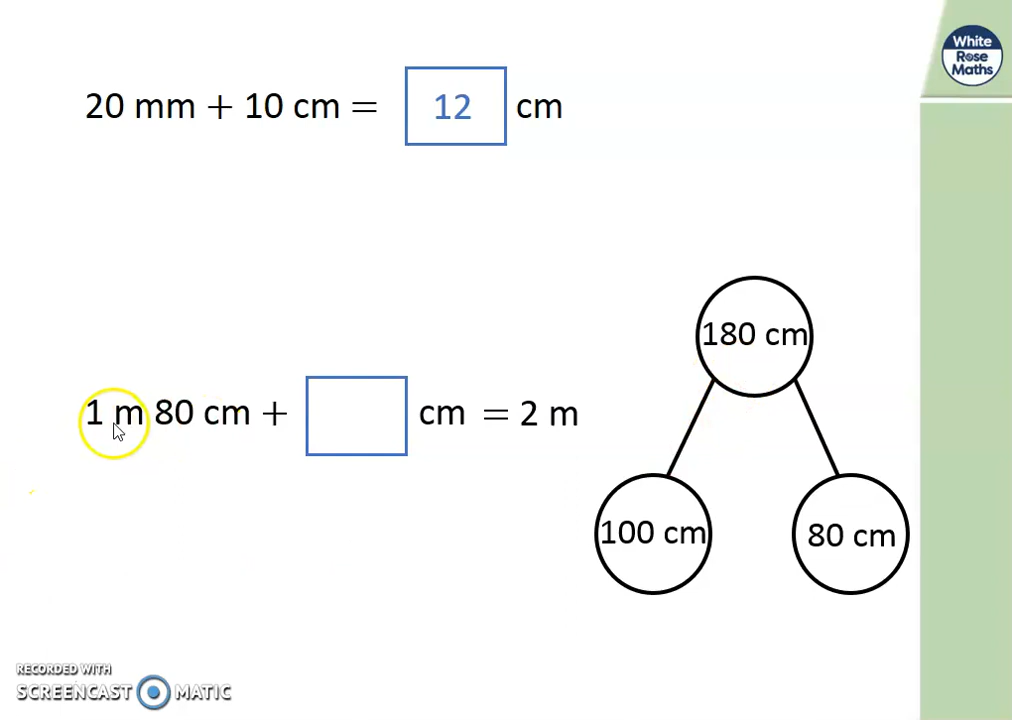 White
Rose
Maths
20 mm + 10 cm = 12 cm
180 cm
1 m 80 cm + cm = 2 m
100 cm 80 cm
RECORDED WITH
SCREENCAST MATIC